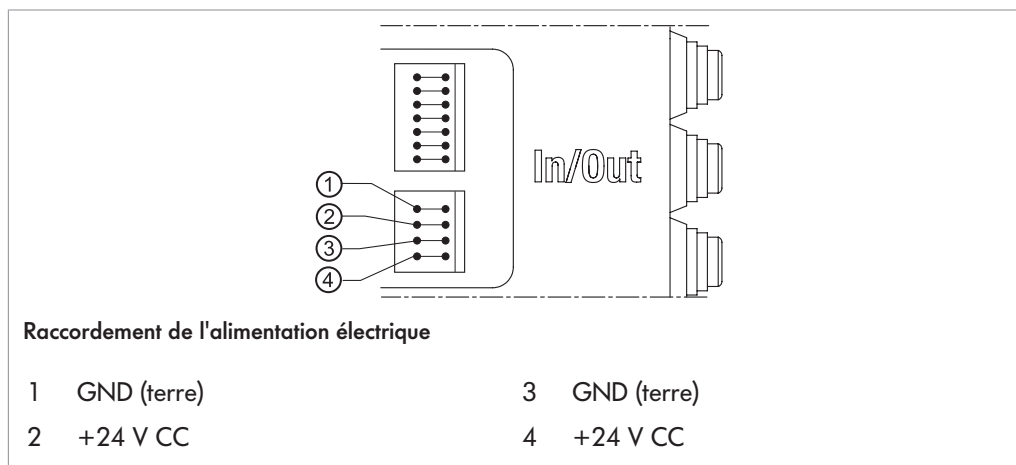 In/Out
1
2
3
4
Raccordement de l'alimentation électrique
1 GND (terre)
2 +24 V CC
3 GND (terre)
4 +24 V CC